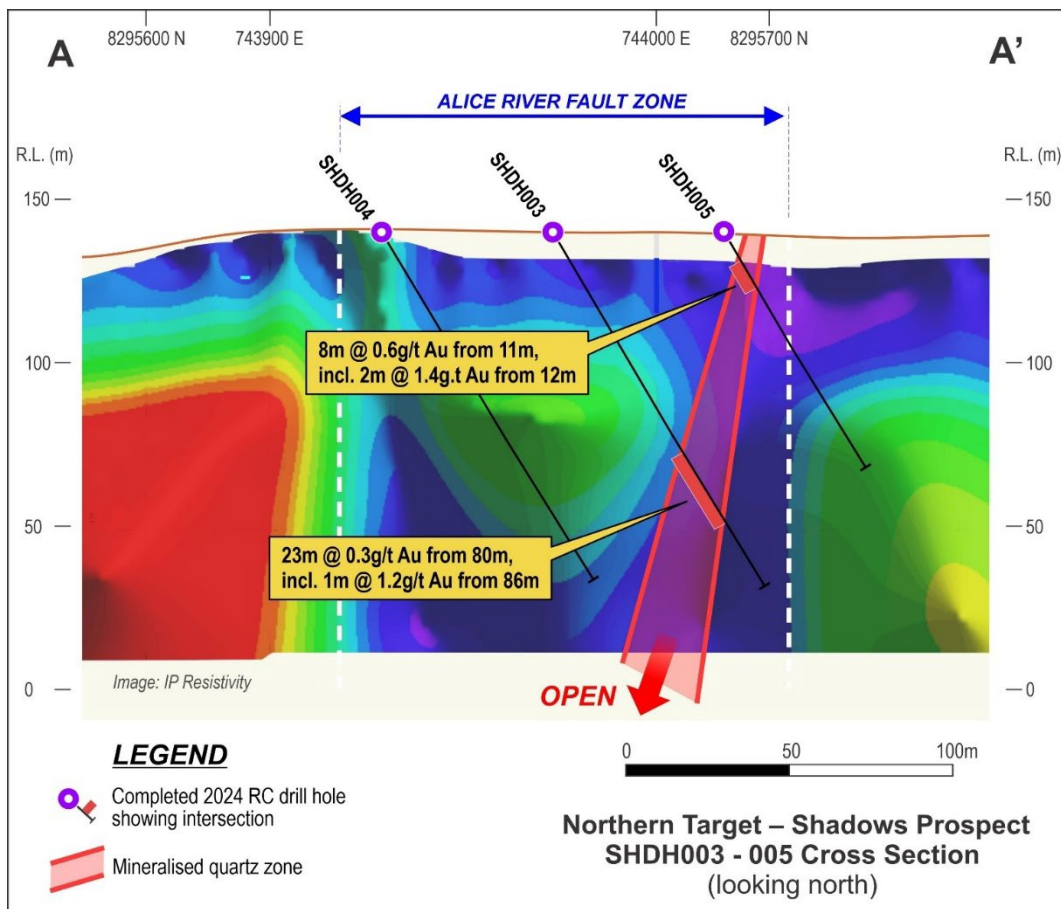 8295600 N
743900 E
744000 E
8295700 N
A
A'
ALICE RIVER FAULT ZONE
R.L. (m)
R.L. (m)
SHDH004
SHDH003
SHDH005
150
150
100
100
50
50
0
0
8m @ 0.6g/t Au from 11m,
incl. 2m @ 1.4g.t Au from 12m
23m @ 0.3g/t Au from 80m,
incl. 1m @ 1.2g/t Au from 86m
Image: IP Resistivity
OPEN
LEGEND
Completed 2024 RC drill hole
showing intersection
Mineralised quartz zone
0
50
100m
Northern Target – Shadows Prospect
SHDH003 - 005 Cross Section
(looking north)